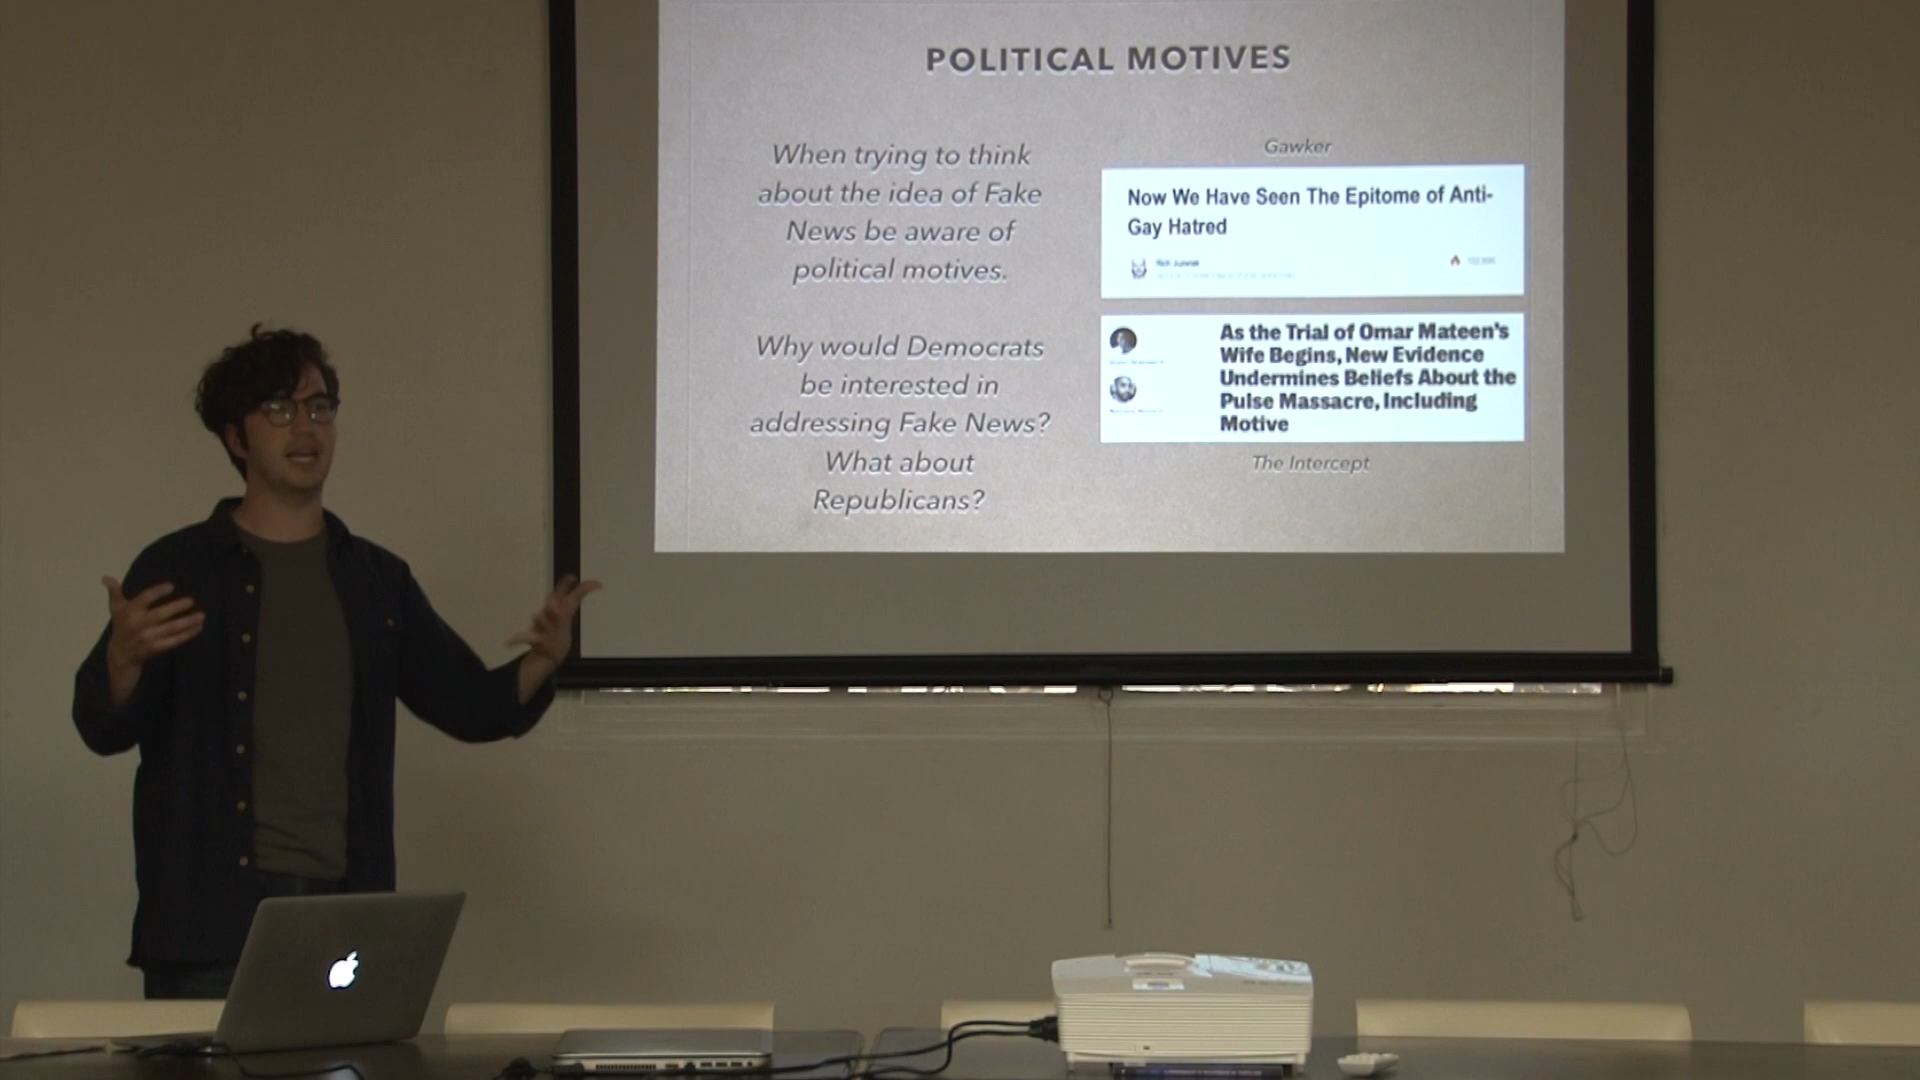 POLITICAL MOTIVES
When trying to think
about the idea of Fake
News be aware of
political motives.
Why would Democrats
be interested in
addressing Fake News?
What about
Republicans?
Gawker
Now We Have Seen The Epitome of Anti-
Gay Hatred
As the Trial of Omar Mateen's
Wife Begins, New Evidence
Undermines Beliefs About the
Pulse Massacre, Including
Motive
The Intercept